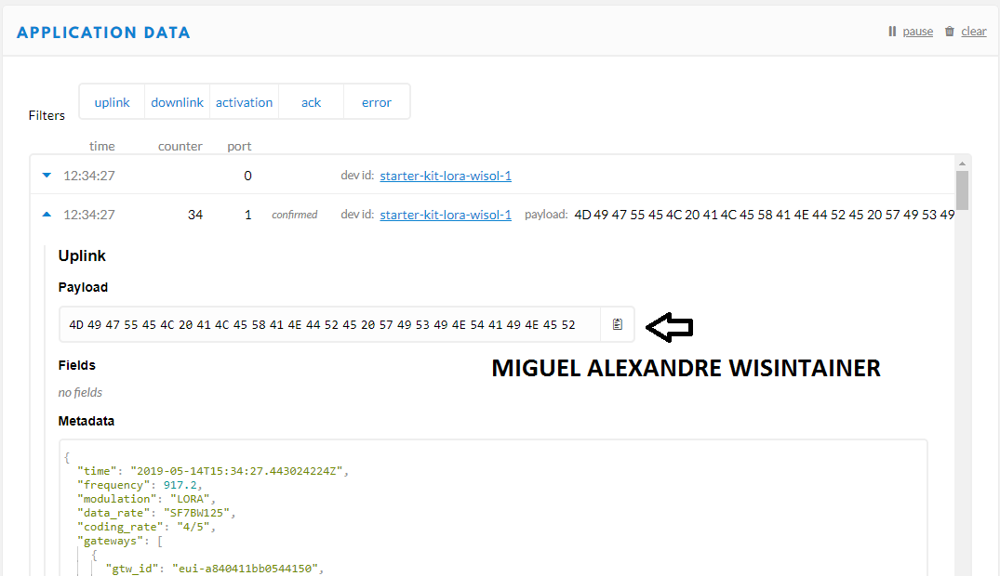 APPLICATION DATA
pause clear
Filters uplink downlink activation ack error
time counter port
12:34:27 0 dev id: starter-kit-lora-wisol-1
12:34:27 34 1 confirmed dev id: starter-kit-lora-wisol-1 payload: 4D 49 47 55 45 4C 20 41 4C 45 58 41 4E 44 52 45 20 57 49 53 49
Uplink
Payload
4D 49 47 55 45 4C 20 41 4C 45 58 41 4E 44 52 45 20 57 49 53 49 4E 54 41 49 4E 45 52
Fields
MIGUEL ALEXANDRE WISINTAINER
no fields
Metadata
{
"time": "2019-05-14T15:34:27.443024224Z",
"frequency": 917.2,
"modulation": "LORA",
"data_rate": "SF7BW125",
"coding_rate": "4/5",
"gateways": [
{
"gtw_id": "eui-a840411bb0544150",